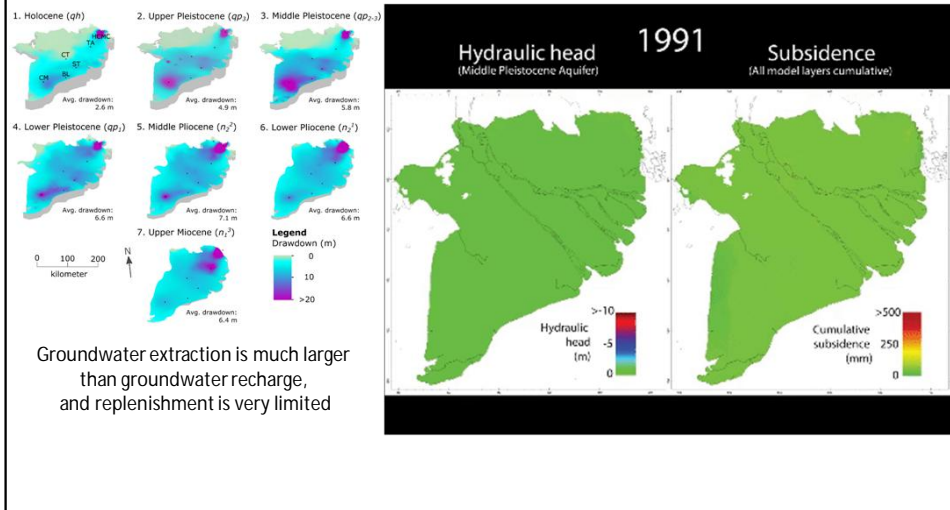 1. Holocene (qh)
2. Upper Pleistocene (qp₃)
3. Middle Pleistocene (qp₂₋₃)
HCMC
TA
CT
ST
BL
CM
Avg. drawdown:
2.6 m
Avg. drawdown:
4.9 m
Avg. drawdown:
5.8 m
4. Lower Pleistocene (qp₁)
5. Middle Pliocene (n₂²)
6. Lower Pliocene (n₂²)
Avg. drawdown:
6.6 m
Avg. drawdown:
7.1 m
Avg. drawdown:
6.6 m
7. Upper Miocene (n₁³)
Avg. drawdown:
6.4 m
N
0 100 200
kilometer
Legend
Drawdown (m)
0
10
>20
Groundwater extraction is much larger
than groundwater recharge,
and replenishment is very limited
1991
Hydraulic head
(Middle Pleistocene Aquifer)
Subsidence
(All model layers cumulative)
Hydraulic
head
(m)
>-10
-5
0
Cumulative
subsidence
(mm)
>500
250
0